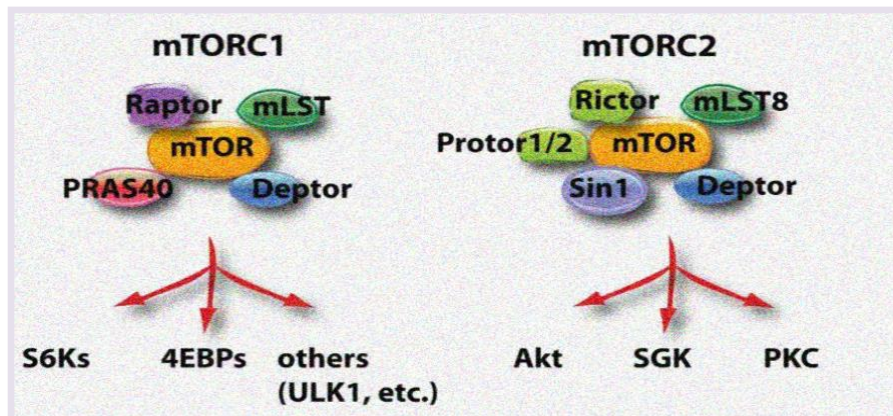 mTORC1
Raptor
mLST
mTOR
PRAS40
Deptor
S6Ks
4EBPs
others
(ULK1, etc.)
mTORC2
Rictor
mLST8
Protor1/2
mTOR
Sin1
Deptor
Akt
SGK
PKC